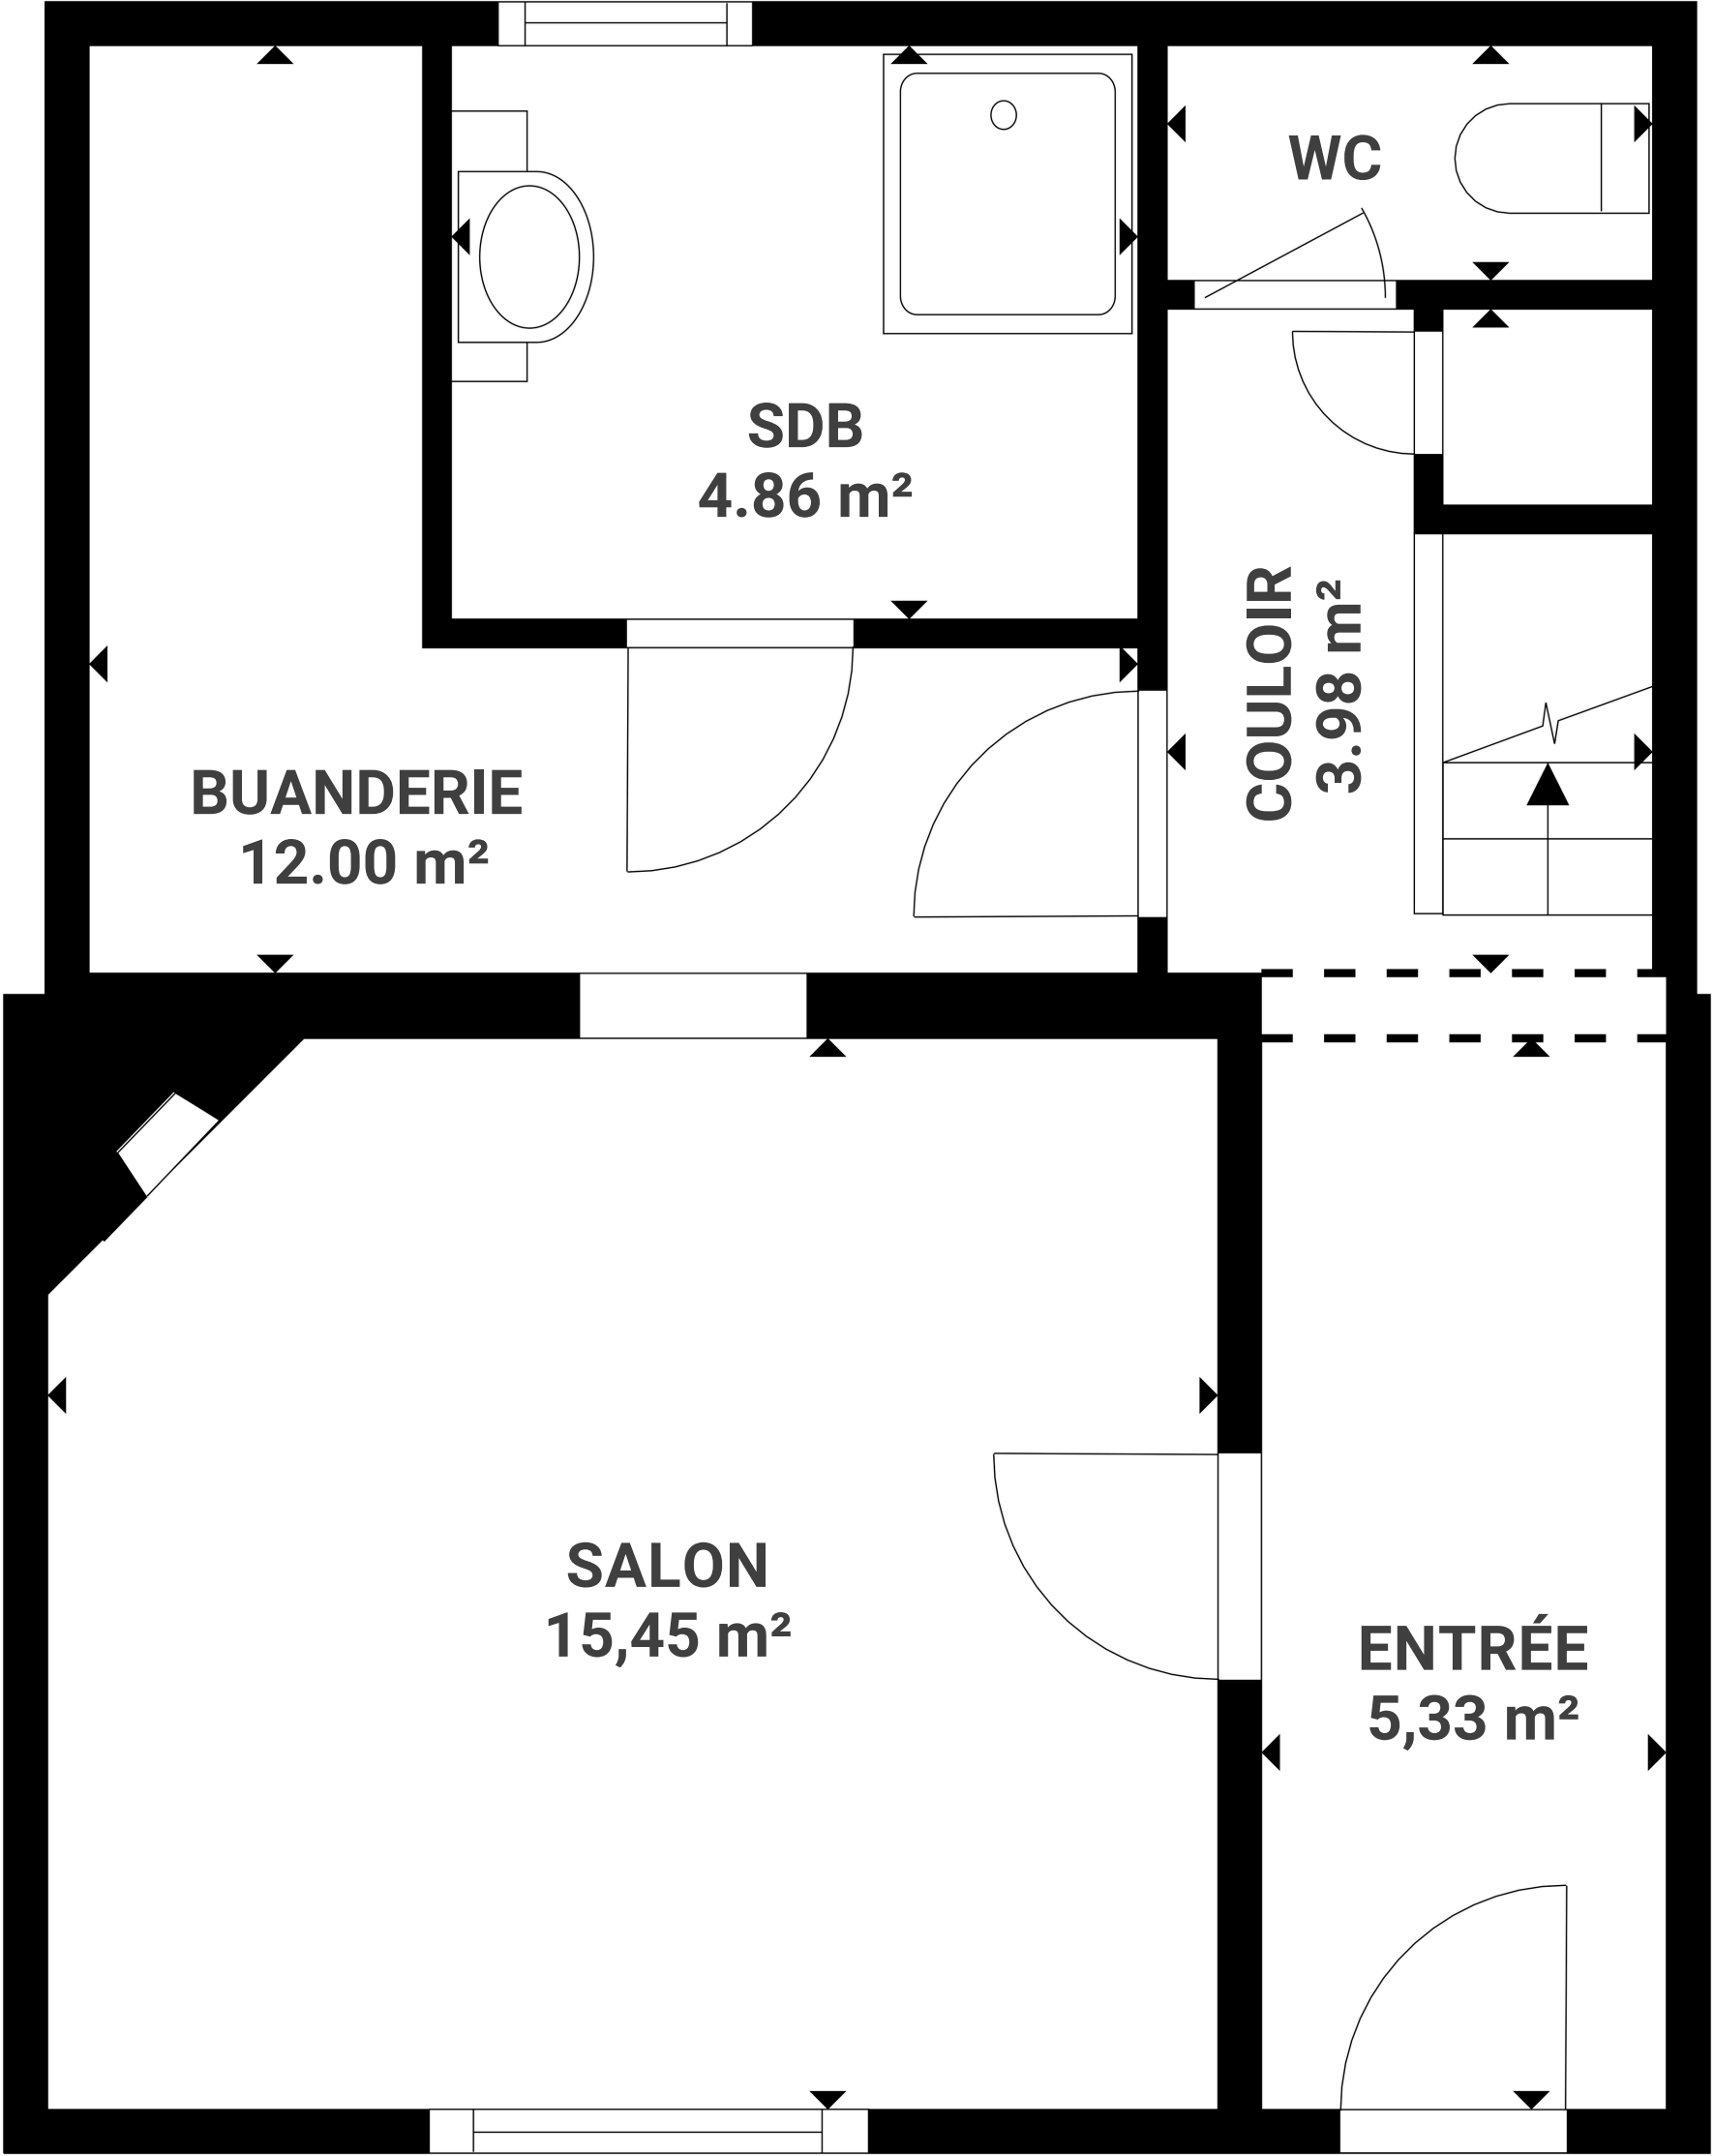 WC
SDB
4.86 m²
COULOIR
3.98 m²
BUANDERIE
12.00 m²
SALON
15,45 m²
ENTRÉE
5,33 m²